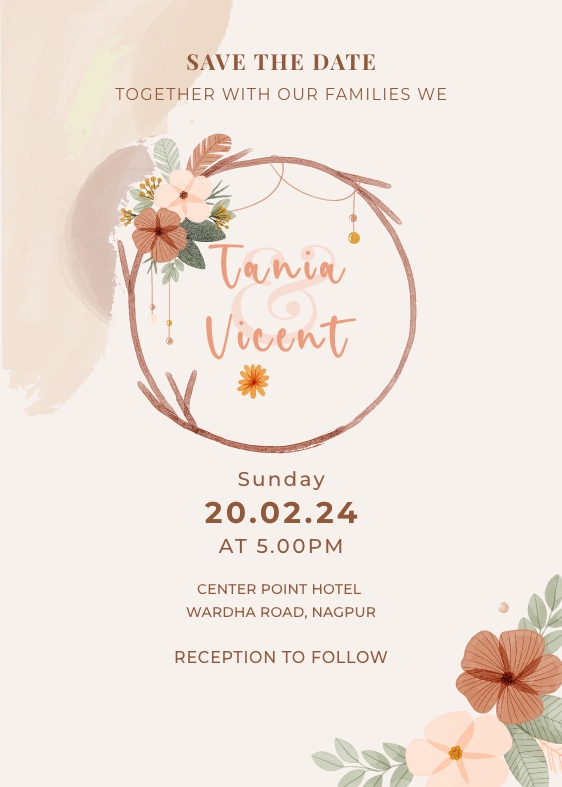 SAVE THE DATE
TOGETHER WITH OUR FAMILIES WE
Tania
&
Vicent
Sunday
20.02.24
AT 5.00PM
CENTER POINT HOTEL
WARDHA ROAD, NAGPUR
RECEPTION TO FOLLOW